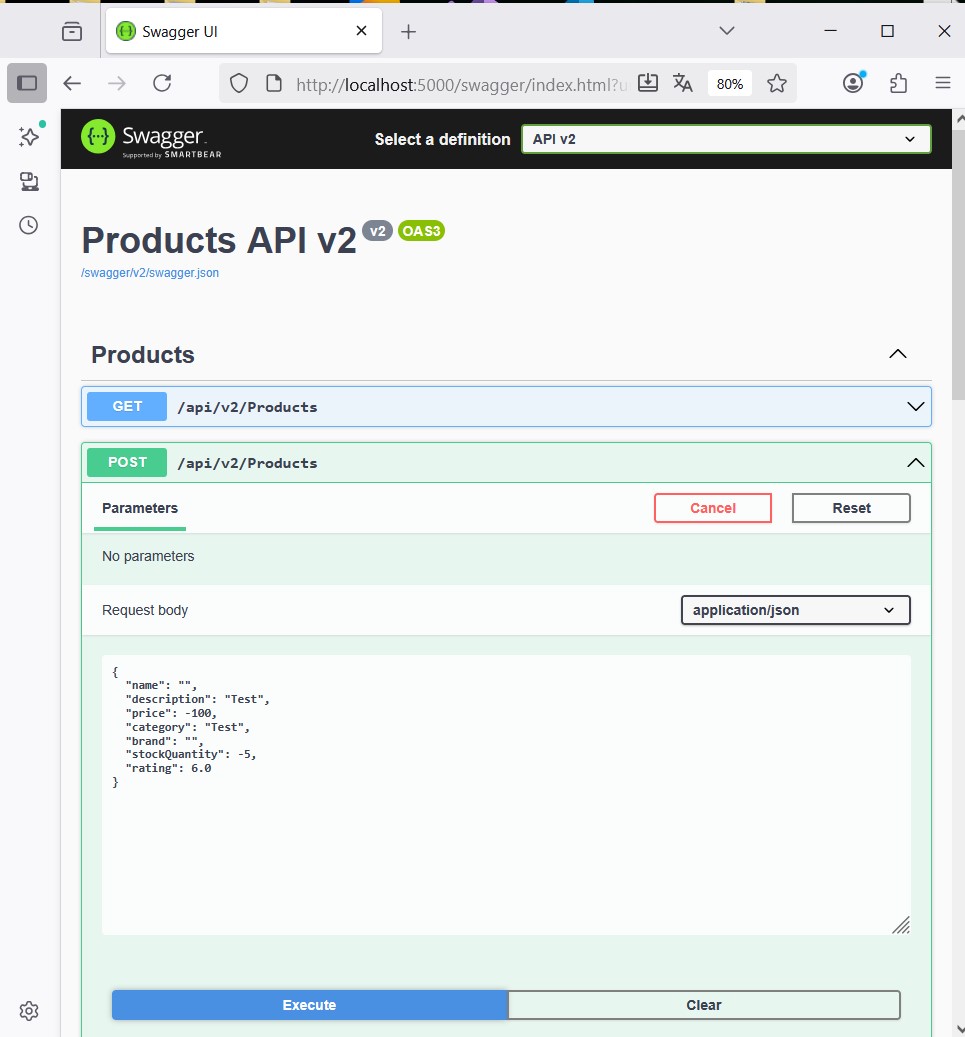 Swagger UI
http://localhost:5000/swagger/index.html?u
80%
Swagger
Supported by SMARTBEAR
Select a definition
API v2
Products API v2
v2
OAS3
/swagger/v2/swagger.json
Products
GET
/api/v2/Products
POST
/api/v2/Products
Parameters
Cancel
Reset
No parameters
Request body
application/json
{
  "name": "",
  "description": "Test",
  "price": -100,
  "category": "Test",
  "brand": "",
  "stockQuantity": -5,
  "rating": 6.0
}
Execute
Clear